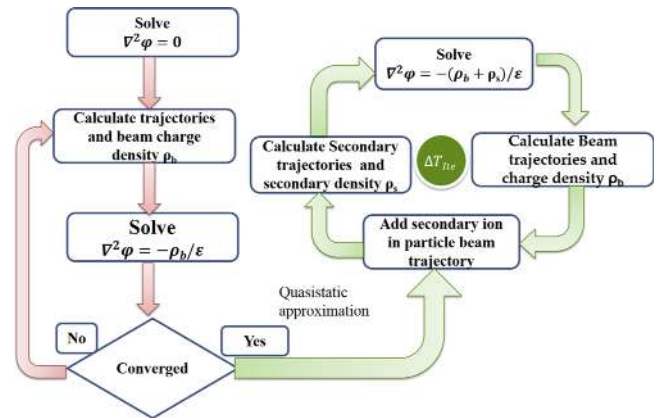 Solve
∇²φ = 0
Calculate trajectories
and beam charge
density ρb
Solve
∇²φ = −ρb/ε
No
Converged
Yes
Quasistatic
approximation
Solve
∇²φ = −(ρb + ρs)/ε
Calculate Secondary
trajectories and
secondary density ρs
ΔTIte
Calculate Beam
trajectories and
charge density ρb
Add secondary ion
in particle beam
trajectory